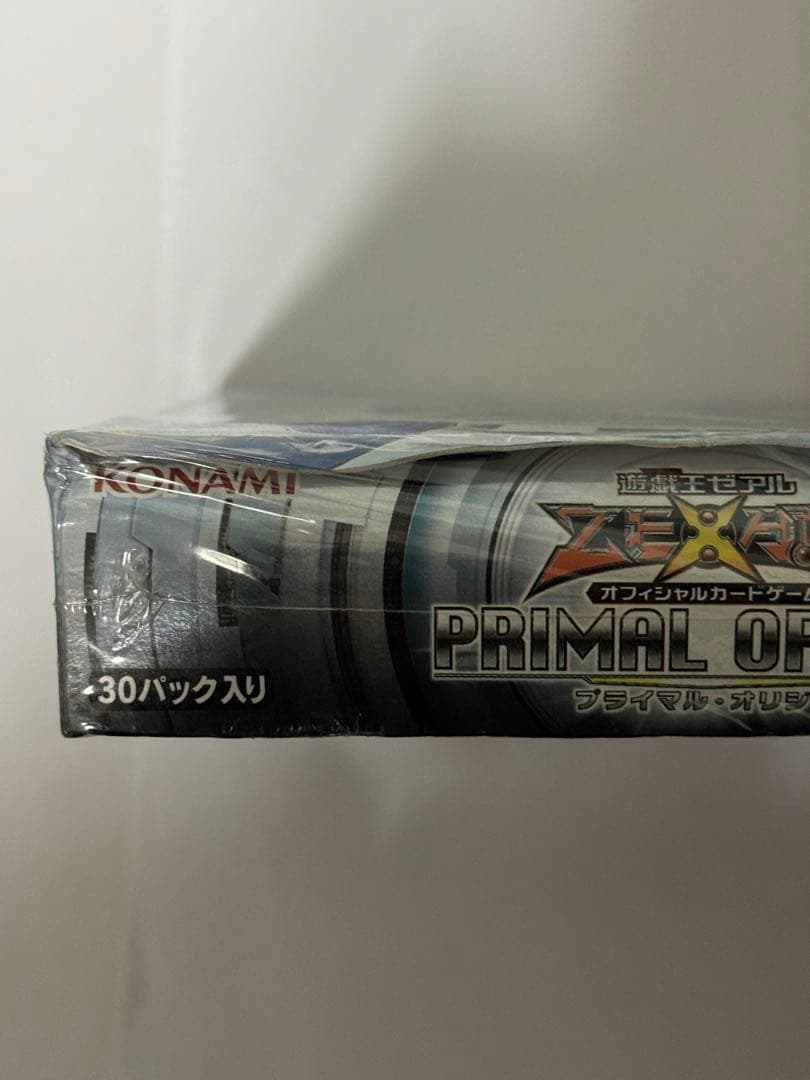 KONAMI
遊戯王ゼアル
ZEXAL
オフィシャルカードゲーム
PRIMAL OR
プライマル・オリジ
30パック入り